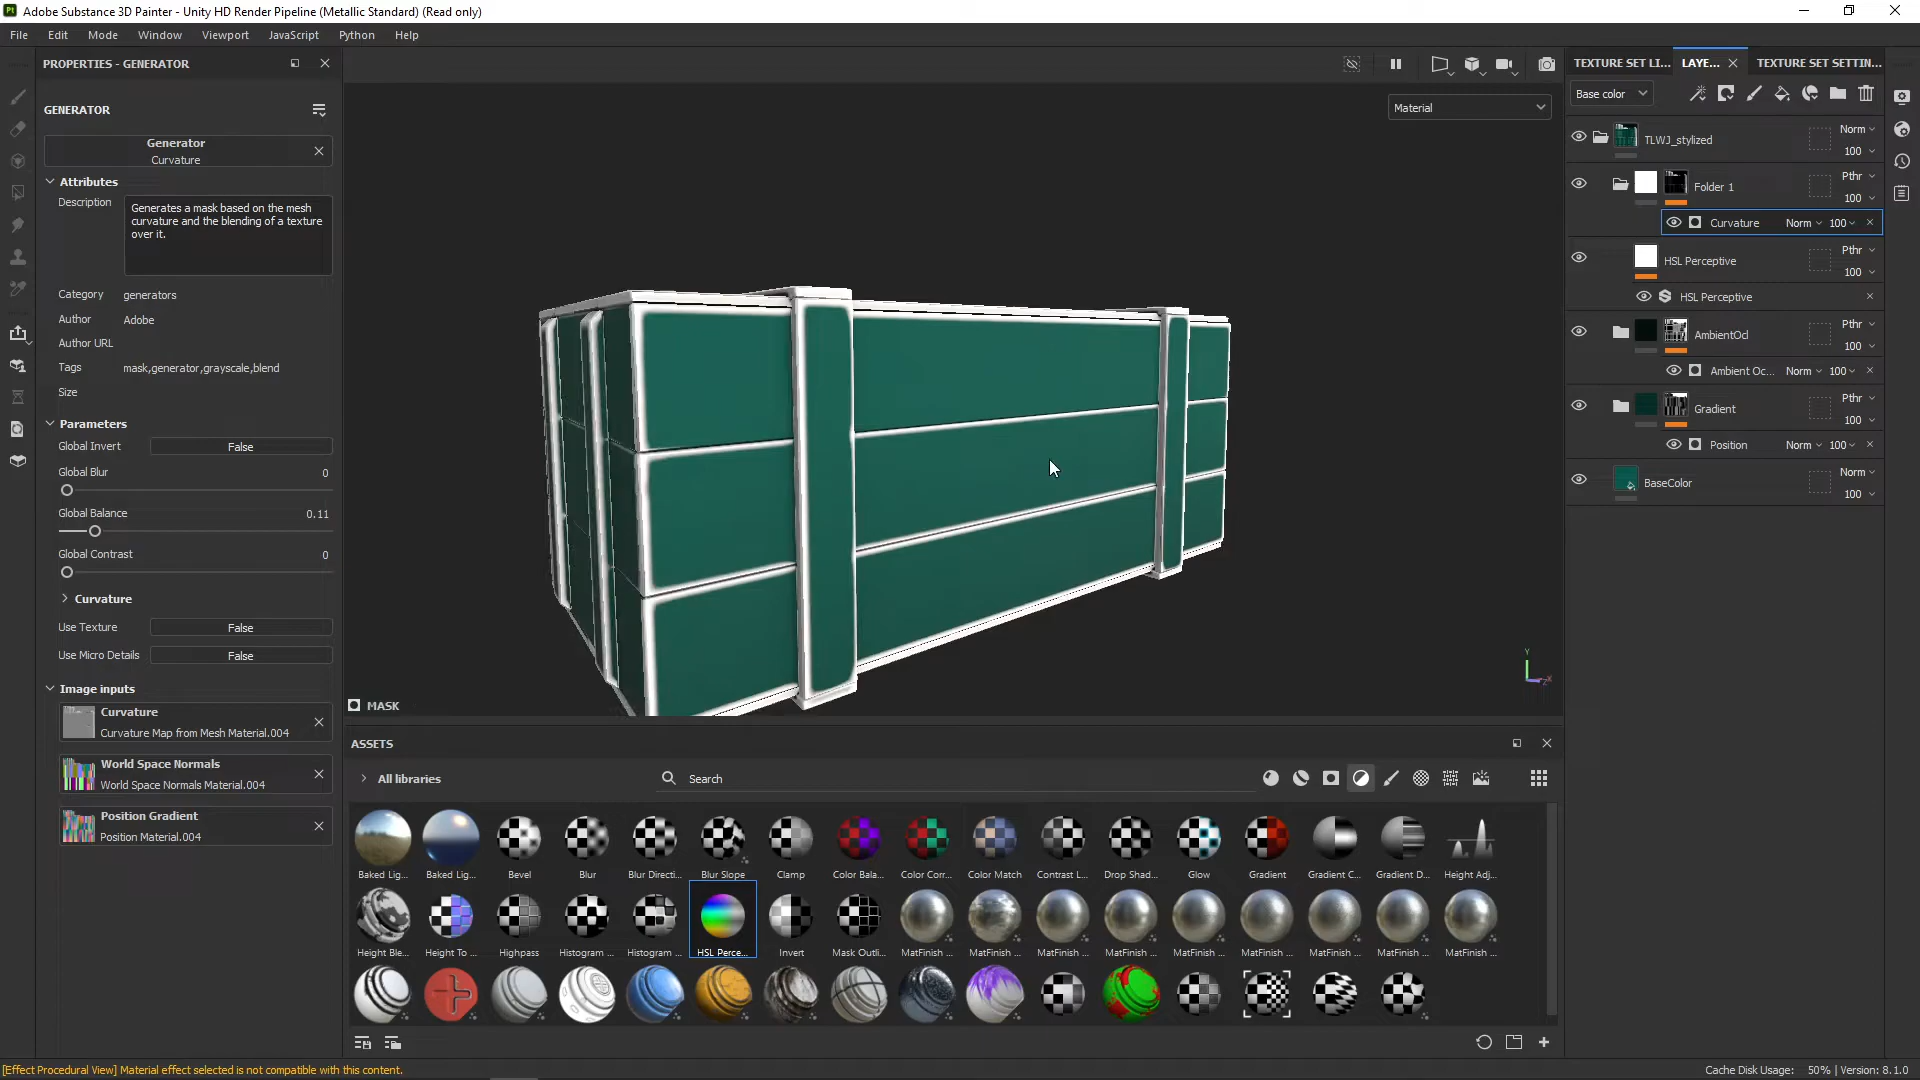 Adobe Substance 3D Painter - Unity HD Render Pipeline (Metallic Standard) (Read only)
File Edit Mode Window Viewport JavaScript Python Help
PROPERTIES - GENERATOR
GENERATOR
Generator
Curvature
Attributes
Description
Generates a mask based on the mesh
curvature and the blending of a texture
over it.
Category generators
Author Adobe
Author URL
Tags mask,generator,grayscale,blend
Size
Parameters
Global Invert False
Global Blur 0
Global Balance 0.11
Global Contrast 0
Curvature
Use Texture False
Use Micro Details False
Image inputs
Curvature
Curvature Map from Mesh Material.004
World Space Normals
World Space Normals Material.004
Position Gradient
Position Material.004
Material
Y
MASK
ASSETS
All libraries
Search
Baked Lig... Baked Lig... Bevel Blur Blur Directi... Blur Slope Clamp Color Bala... Color Corr... Color Match Contrast L... Drop Shad... Glow Gradient Gradient C... Gradient D... Height Adj...
Height Ble... Height To ... Highpass Histogram ... Histogram ... HSL Perce... Invert Mask Outli... MatFinish ... MatFinish ... MatFinish ... MatFinish ... MatFinish ... MatFinish ... MatFinish ... MatFinish ... MatFinish ...
TEXTURE SET LI... LAYE... TEXTURE SET SETTIN...
Base color
TLWJ_stylized Norm 100
Folder 1 Pthr 100
Curvature Norm 100
HSL Perceptive Pthr 100
HSL Perceptive
AmbientOcl Pthr 100
Ambient Oc... Norm 100
Gradient Pthr 100
Position Norm 100
BaseColor Norm 100
[Effect Procedural View] Material effect selected is not compatible with this content.
Cache Disk Usage: 50% | Version: 8.1.0